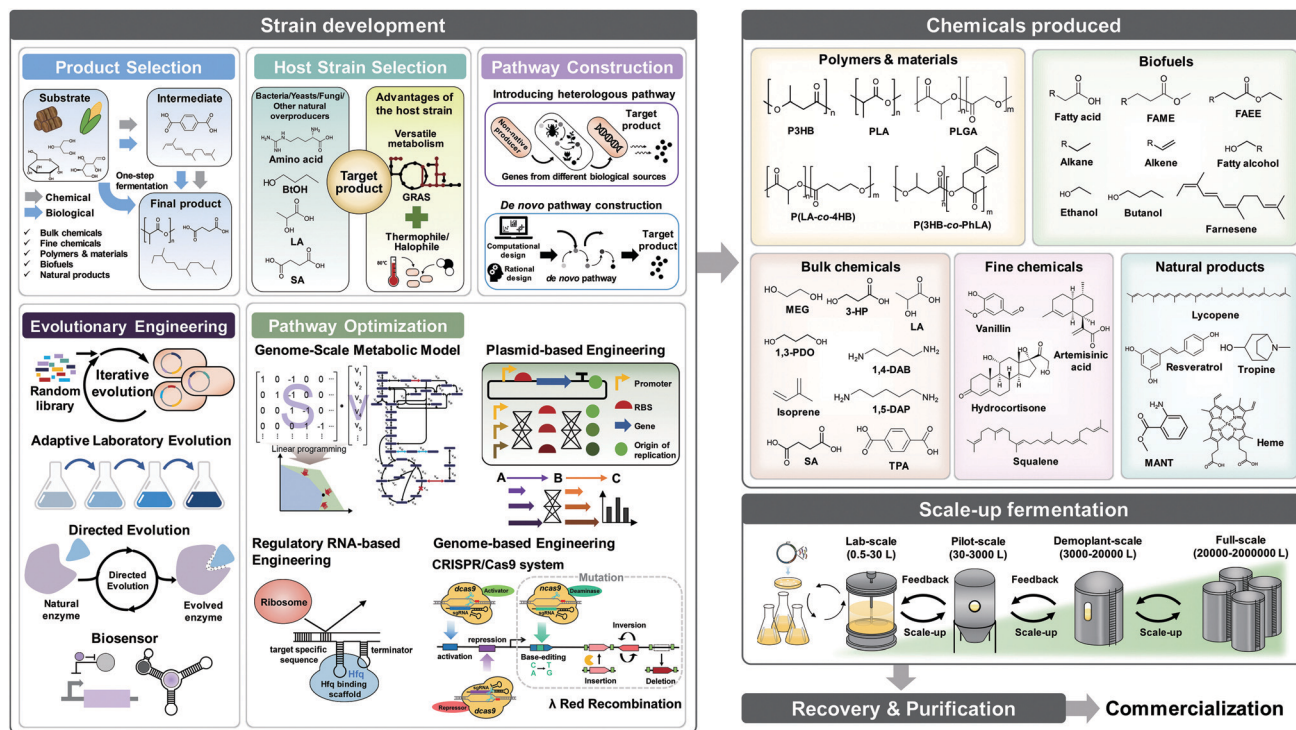 Strain development
Product Selection
Substrate
Intermediate
One-step
fermentation
Chemical
Biological
Final product
✓ Bulk chemicals
✓ Fine chemicals
✓ Polymers & materials
✓ Biofuels
✓ Natural products
Host Strain Selection
Bacteria/Yeasts/Fungi/
Other natural
overproducers
Amino acid
BtOH
LA
SA
Target
product
Advantages of
the host strain
Versatile
metabolism
GRAS
Thermophile/
Halophile
Pathway Construction
Introducing heterologous pathway
Non-native
producer
Target
product
Genes from different biological sources
De novo pathway construction
Computational
design
Rational
design
de novo pathway
Target
product
Evolutionary Engineering
Random
library
Iterative
evolution
Adaptive Laboratory Evolution
Directed Evolution
Natural
enzyme
Directed
Evolution
Evolved
enzyme
Biosensor
Pathway Optimization
Genome-Scale Metabolic Model
S
v
Linear programming
Plasmid-based Engineering
Promoter
RBS
Gene
Origin of
replication
A B C
Regulatory RNA-based
Engineering
Ribosome
target specific
sequence
terminator
Hfq
Hfq binding
scaffold
Genome-based Engineering
CRISPR/Cas9 system
Mutation
dcas9
Activator
sgRNA
ncas9
Deaminase
sgRNA
activation
repression
Base-editing
C T
A G
Inversion
Insertion
Deletion
sgRNA
Repressor
dcas9
λ Red Recombination
Chemicals produced
Polymers & materials
P3HB
PLA
PLGA
P(LA-co-4HB)
P(3HB-co-PhLA)
Biofuels
Fatty acid
FAME
FAEE
Alkane
Alkene
Fatty alcohol
Ethanol
Butanol
Farnesene
Bulk chemicals
MEG
3-HP
LA
1,3-PDO
1,4-DAB
Isoprene
1,5-DAP
SA
TPA
Fine chemicals
Vanillin
Artemisinic
acid
Hydrocortisone
Squalene
Natural products
Lycopene
Resveratrol
Tropine
MANT
Heme
Scale-up fermentation
Lab-scale
(0.5-30 L)
Pilot-scale
(30-3000 L)
Demoplant-scale
(3000-20000 L)
Full-scale
(20000-2000000 L)
Feedback
Scale-up
Feedback
Scale-up
Feedback
Scale-up
Recovery & Purification
Commercialization